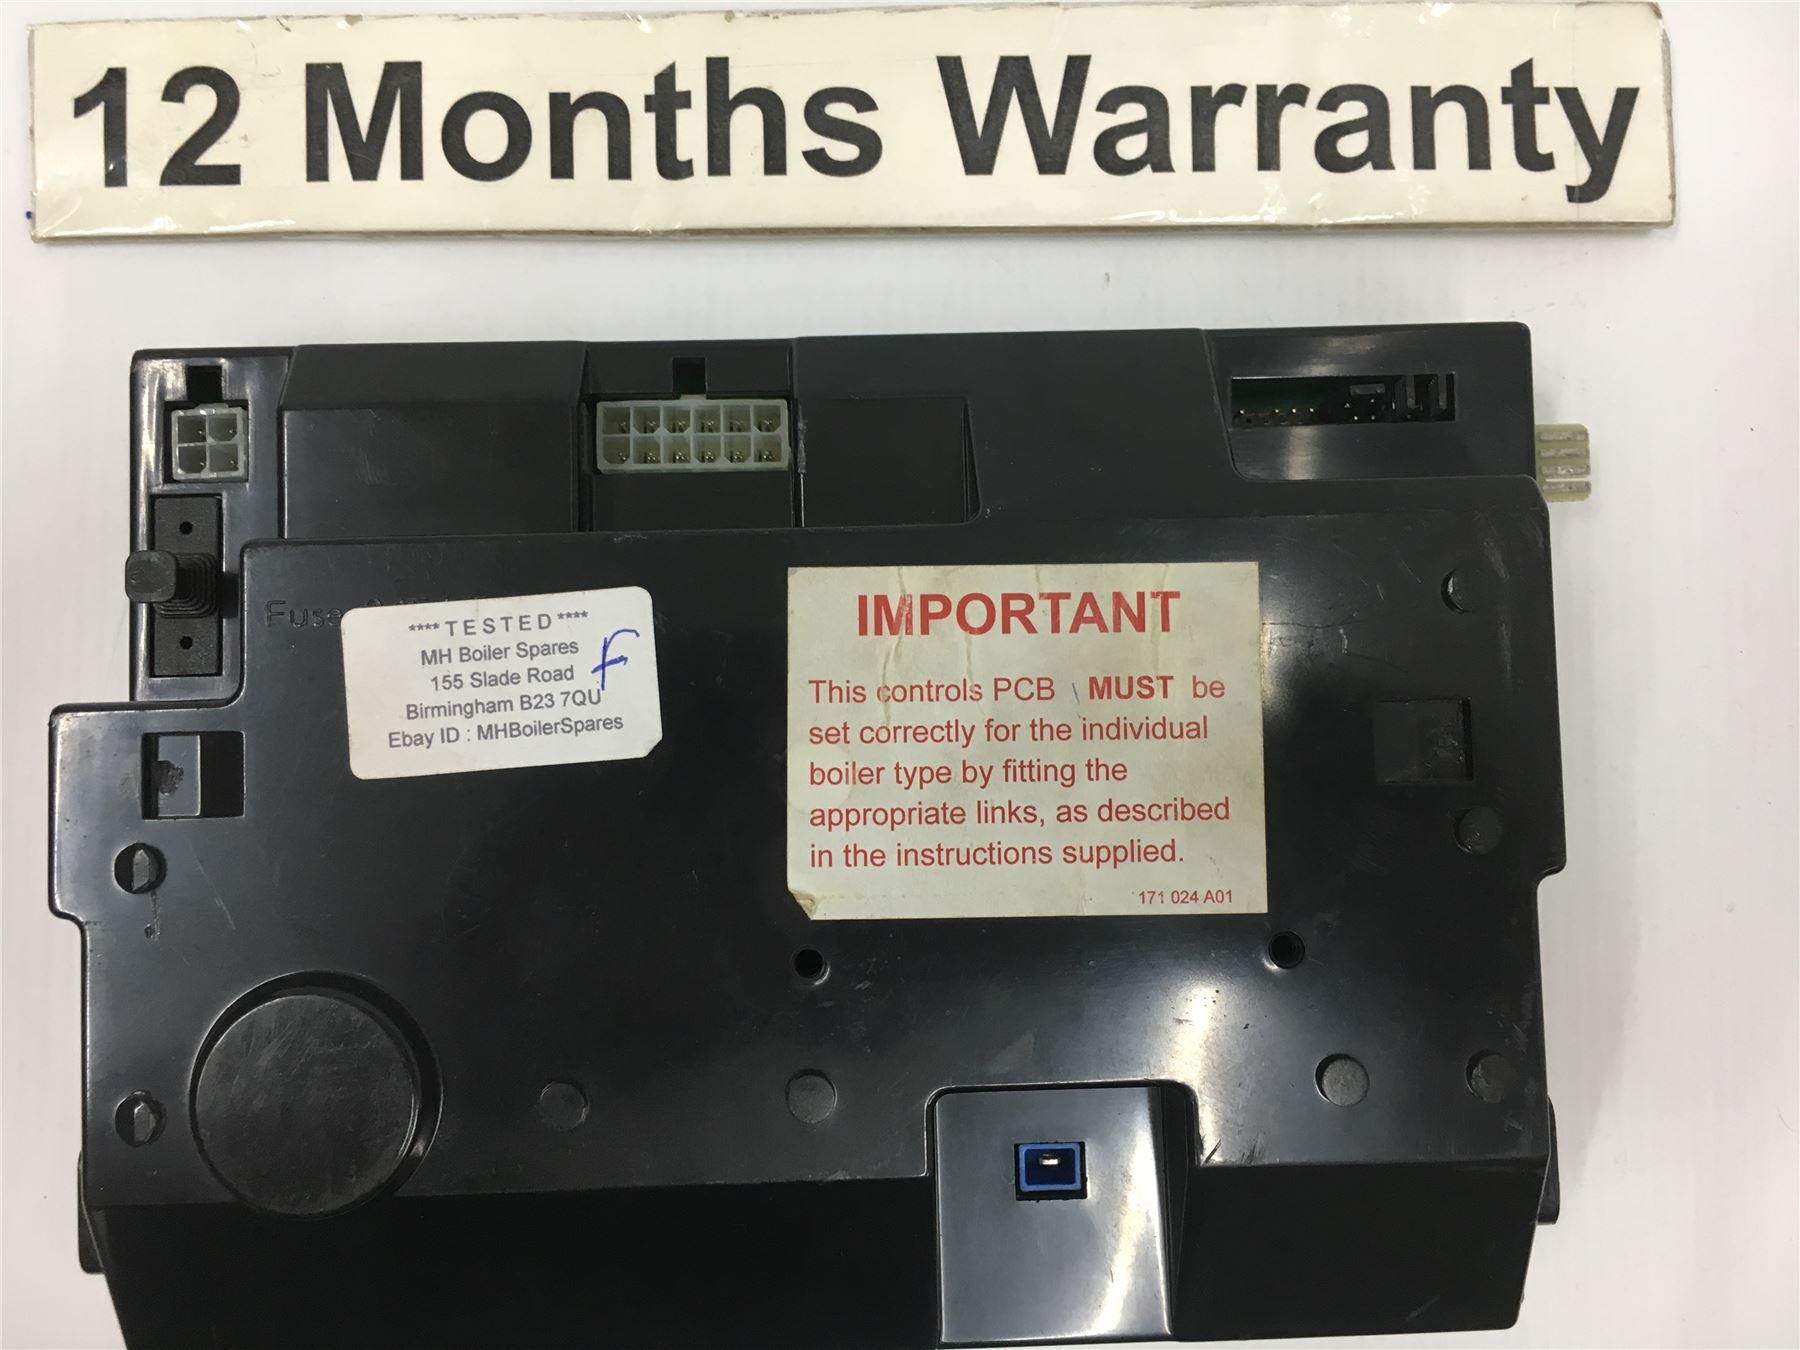 12 Months Warranty
Fuse
**** TESTED ****
MH Boiler Spares
155 Slade Road
Birmingham B23 7QU
Ebay ID : MHBoilerSpares
F
IMPORTANT
This controls PCB MUST be
set correctly for the individual
boiler type by fitting the
appropriate links, as described
in the instructions supplied.
171 024 A01